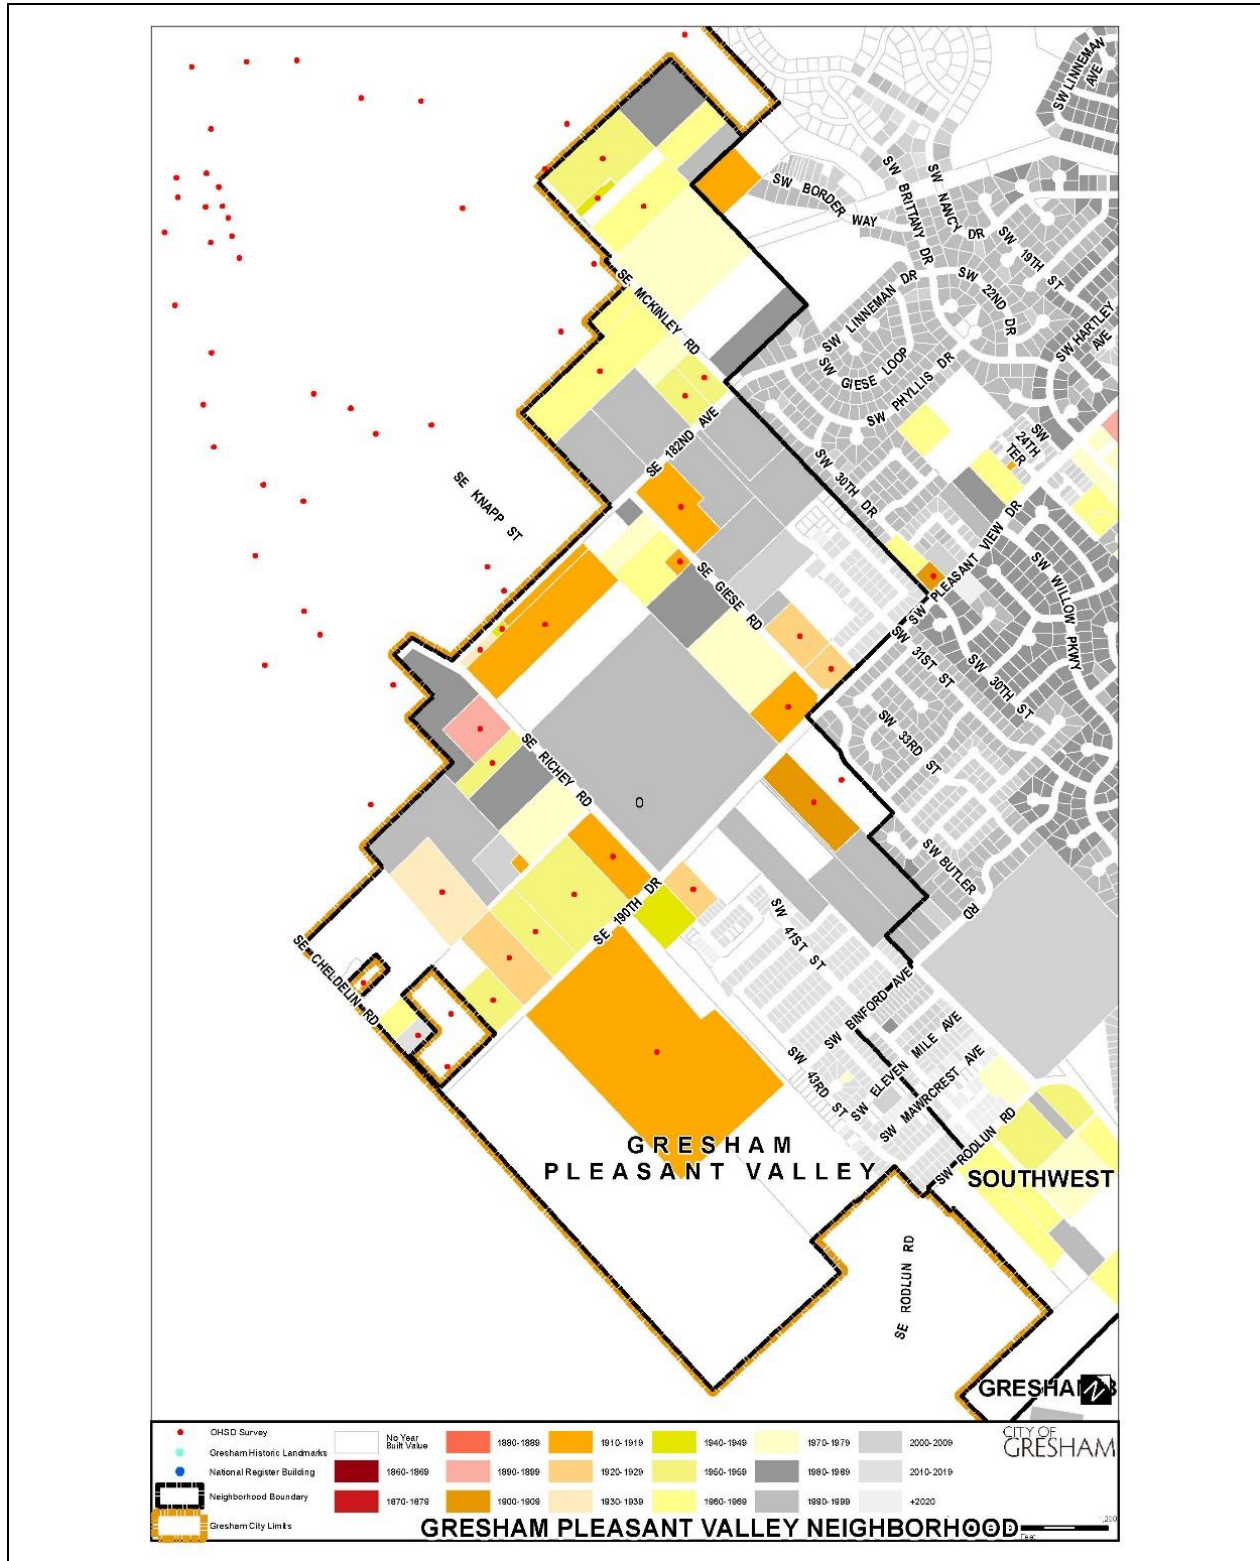 SW LINNEMAN
AVE
SW BORDER WAY
SW BRITTANY DR
SW NANCY DR
SW 19TH ST
SW 22ND DR
SW HARTLEY
AVE
SE MCKINLEY RD
SW LINNEMAN DR
SW GIESE LOOP
SW PHYLLIS DR
SW 24TH
TER
SE 182ND AVE
SW 30TH DR
SE KNAPP ST
SW PLEASANT VIEW DR
SW WILLOW PKWY
SE GIESE RD
SW 31ST ST
SW 30TH ST
SW 33RD ST
SE RICHEY RD
0
SW BUTLER
RD
SE 190TH DR
SW 41ST ST
SE CHELDELIN RD
SW BINFORD AVE
SW ELEVEN MILE AVE
SW 43RD ST
SW MAWRCREST AVE
SW RODLUN RD
GRESHAM
PLEASANT VALLEY
SOUTHWEST
SE RODLUN RD
GRESHAM
N
OHSD Survey
Gresham Historic Landmarks
National Register Building
Neighborhood Boundary
Gresham City Limits
No Year
Built Value
1860-1869
1870-1879
1880-1889
1890-1899
1900-1909
1910-1919
1920-1929
1930-1939
1940-1949
1950-1959
1960-1969
1970-1979
1980-1989
1990-1999
2000-2009
2010-2019
+2020
CITY OF
GRESHAM
GRESHAM PLEASANT VALLEY NEIGHBORHOOD
Feet